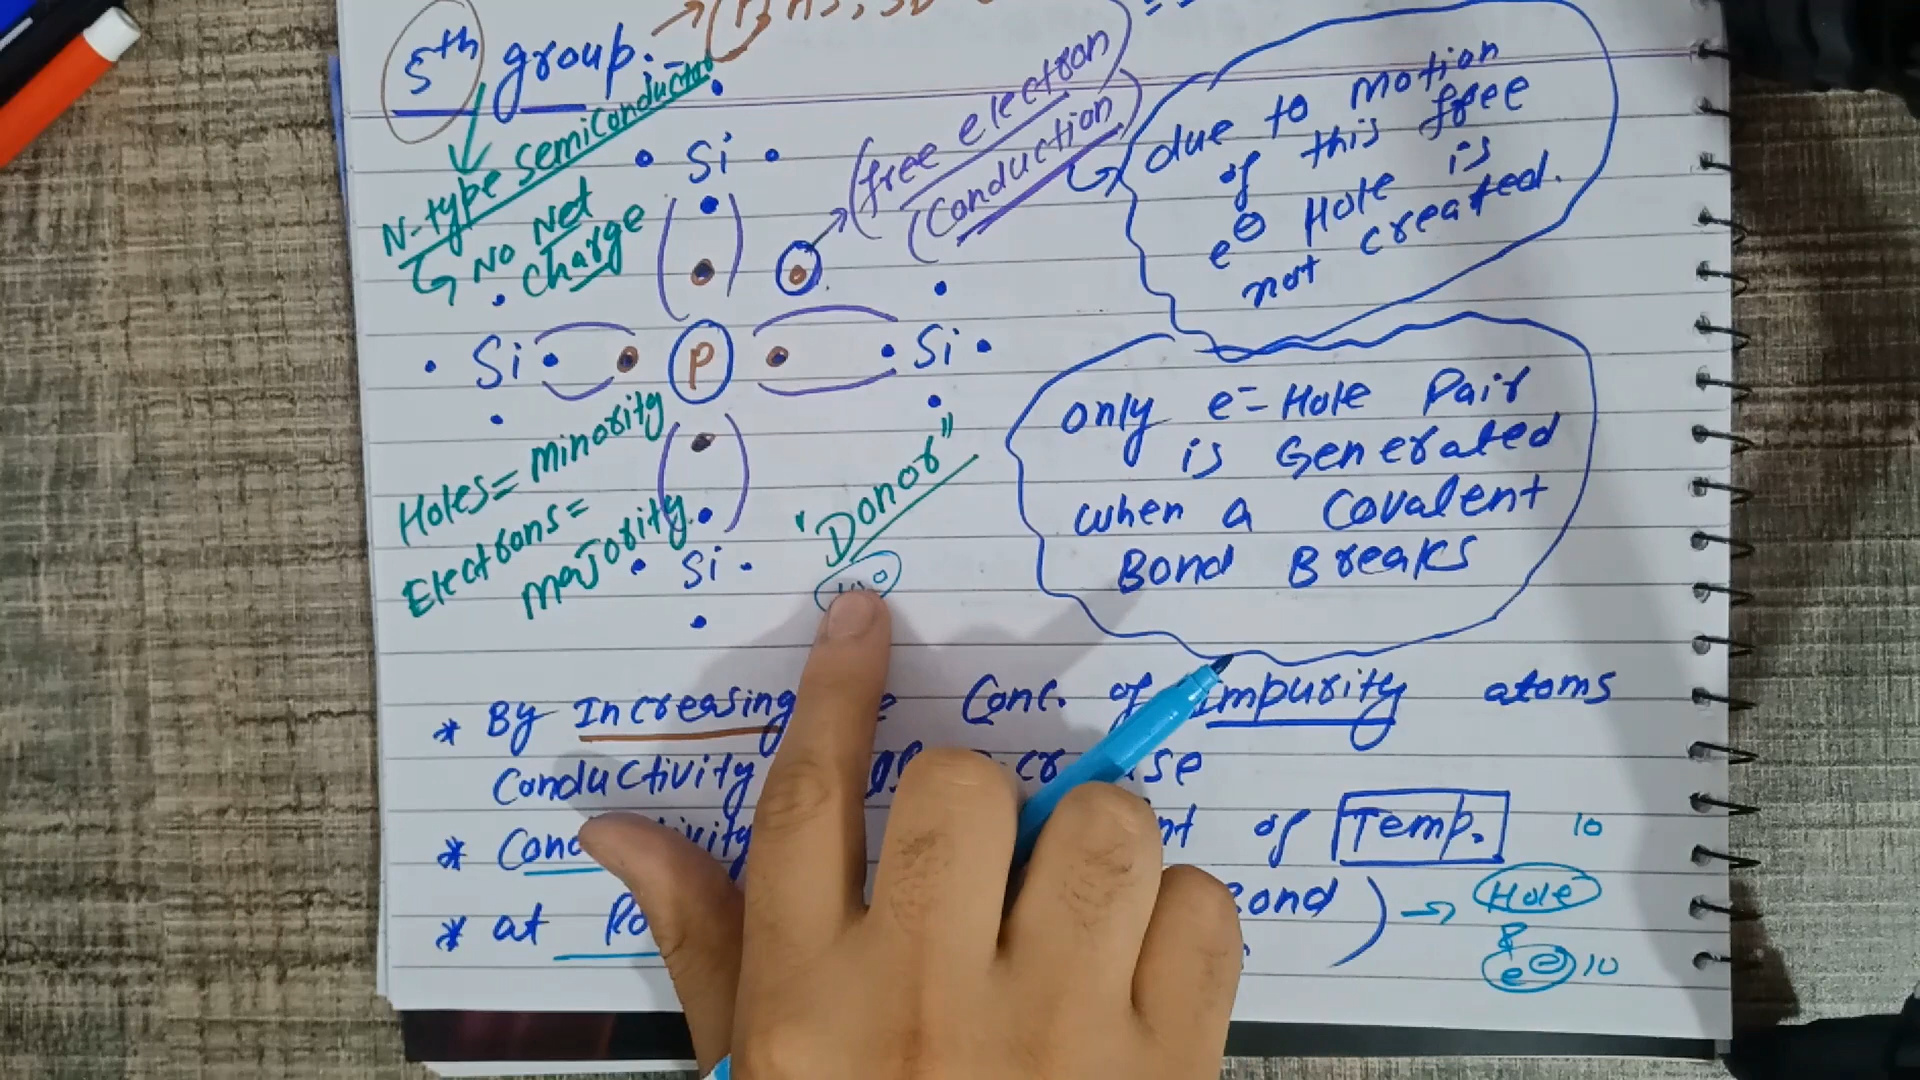 5th group.
N-type semiconductor
No Net
charge
(free electron)
(Conduction)
due to motion
of this free
e⊖ Hole is
not created.
Si
Si P Si
Si
Holes = minority
Electrons =
majority.
"Donor"
only e⁻- Hole Pair
is Generated
when a Covalent
Bond Breaks
* By Increasing Conc. of impurity atoms
Conductivity
* of Temp. 10
* at Bond) → Hole
&
e⊖ 10